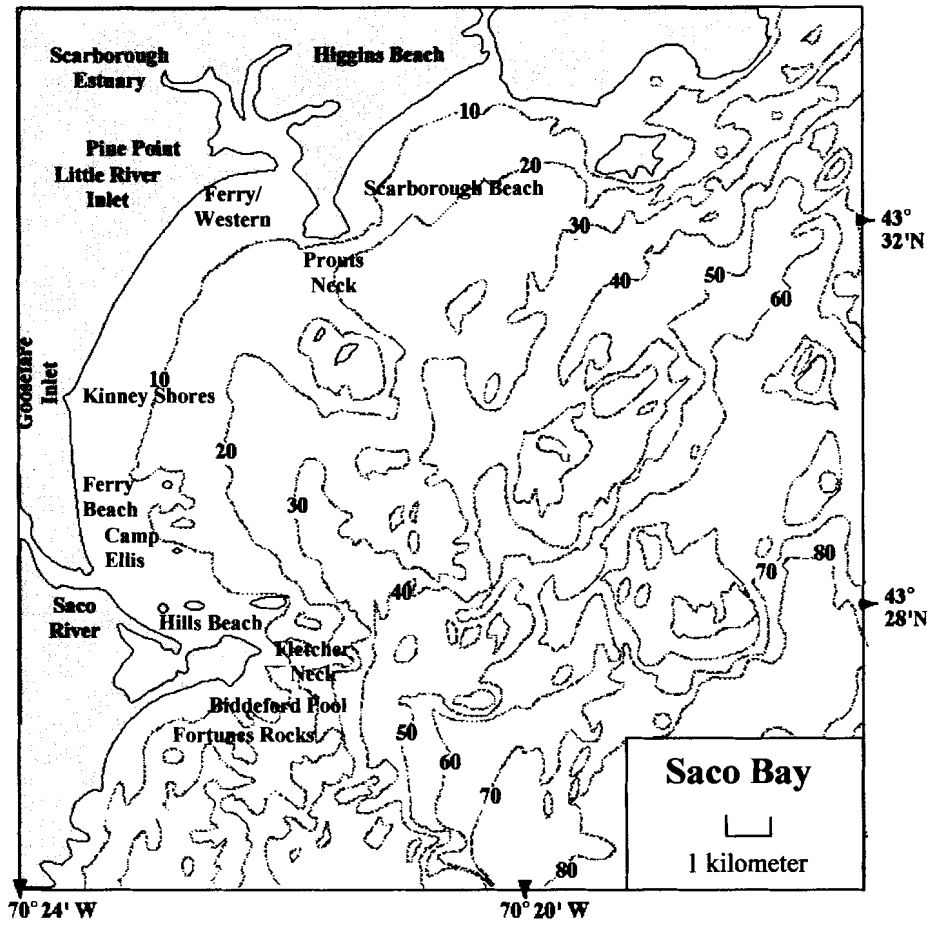 Scarborough
Estuary
Higgins Beach
10
Pine Point
Little River
Inlet
20
Scarborough Beach
Ferry/
Western
30
43°
32'N
Prouts
Neck
40
50
60
Goosefare
Inlet
10
Kinney Shores
20
Ferry
Beach
30
Camp
Ellis
80
70
40
43°
28'N
Saco
River
Hills Beach
Fletcher
Neck
Biddeford Pool
Fortunes Rocks
50
60
70
Saco Bay
1 kilometer
80
70° 24' W
70° 20' W